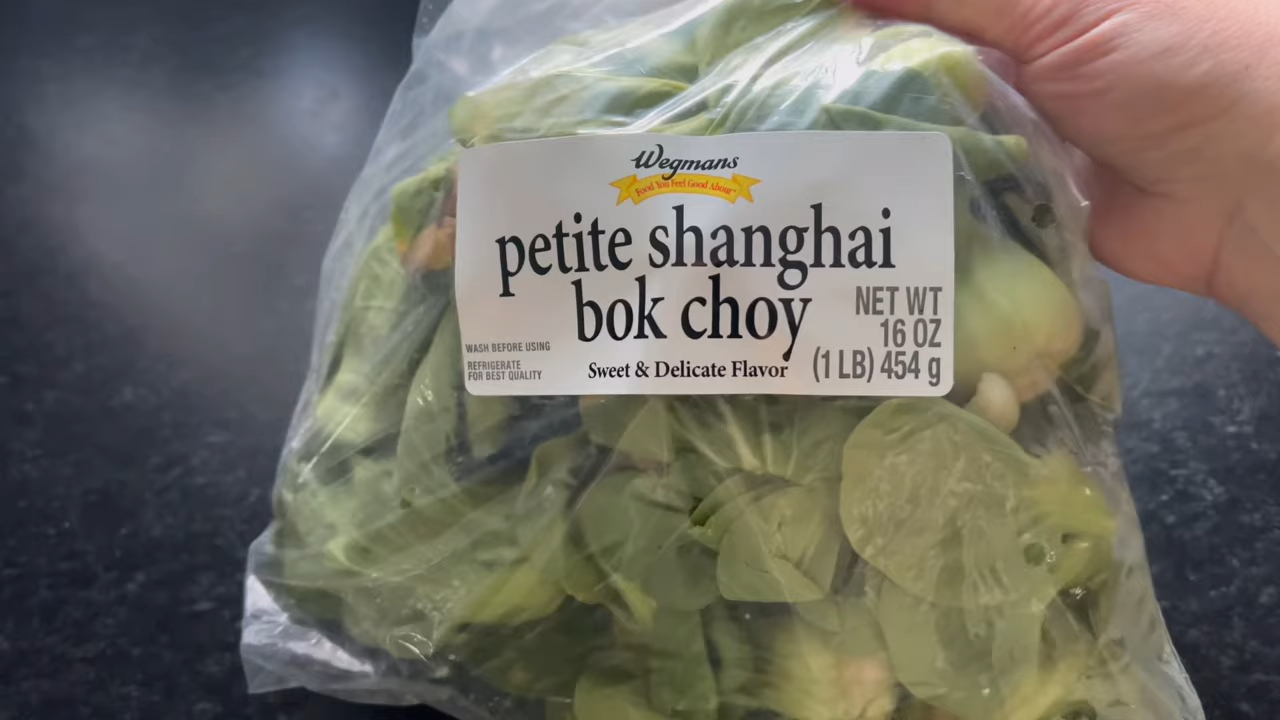 Wegmans
Food You Feel Good About™
petite shanghai
bok choy
NET WT
16 OZ
(1 LB) 454 g
WASH BEFORE USING
REFRIGERATE
FOR BEST QUALITY
Sweet & Delicate Flavor